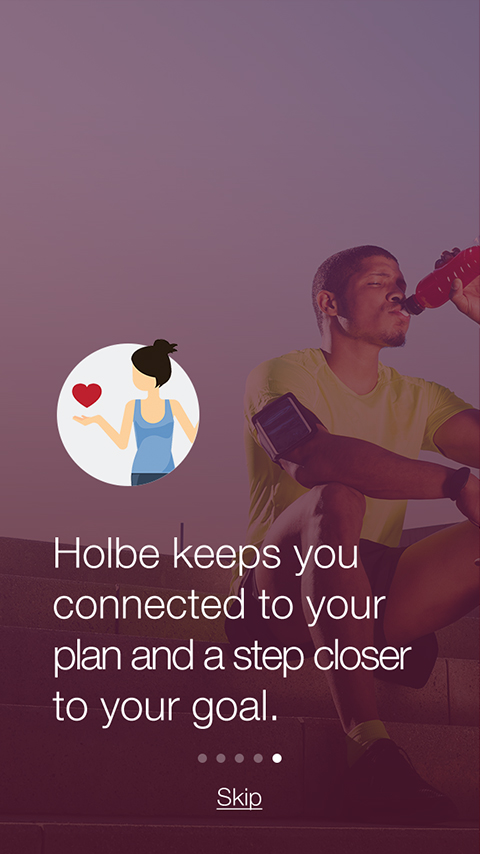 Holbe keeps you
connected to your
plan and a step closer
to your goal.
Skip